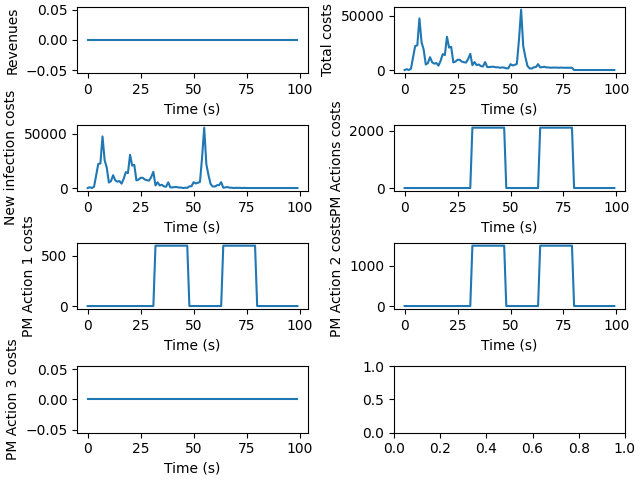 Revenues
0.05
0.00
−0.05
0 25 50 75 100
Time (s)
Total costs
50000
0
0 25 50 75 100
Time (s)
New infection costs
50000
0
0 25 50 75 100
Time (s)
PM Actions costs
2000
0
0 25 50 75 100
Time (s)
PM Action 1 costs
500
0
0 25 50 75 100
Time (s)
PM Action 2 costs
1000
0
0 25 50 75 100
Time (s)
PM Action 3 costs
0.05
0.00
−0.05
0 25 50 75 100
Time (s)
1.0
0.5
0.0
0.0 0.2 0.4 0.6 0.8 1.0